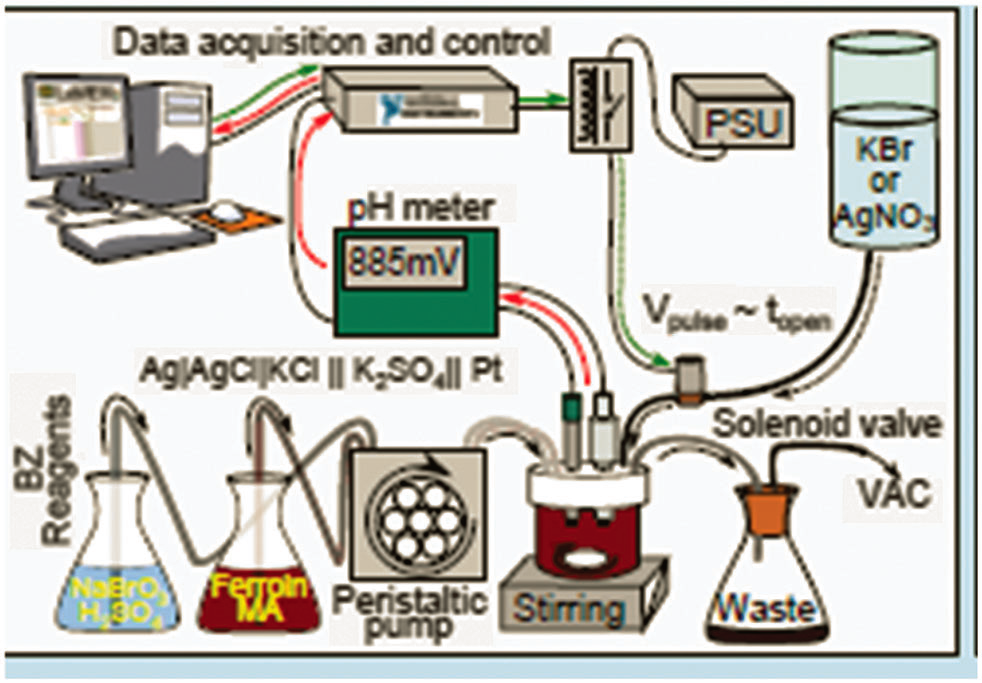 Data acquisition and control
PSU
KBr
or
AgNO₃
pH meter
885mV
Vpulse ~ topen
Ag|AgCl|KCl || K₂SO₄|| Pt
Solenoid valve
VAC
BZ
Reagents
NaBrO₃
H₂SO₄
Ferroin
MA
Peristaltic
pump
Stirring
Waste